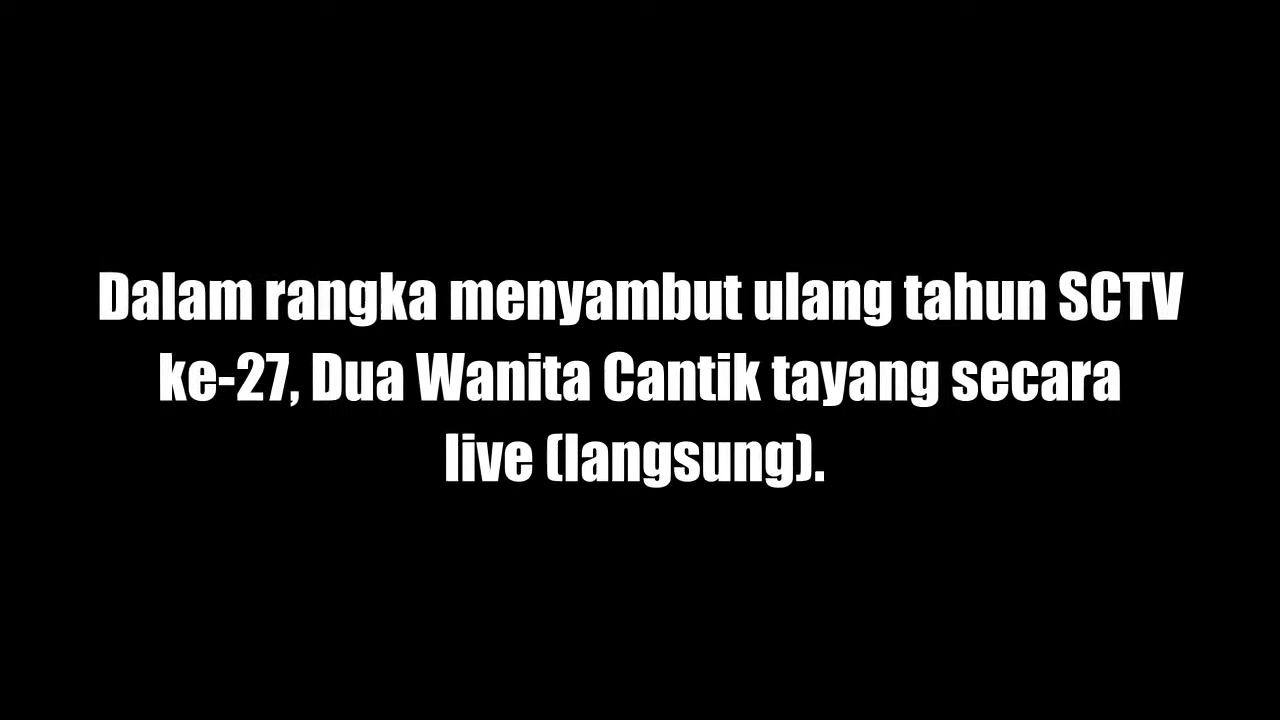 Dalam rangka menyambut ulang tahun SCTV
ke-27, Dua Wanita Cantik tayang secara
live (langsung).